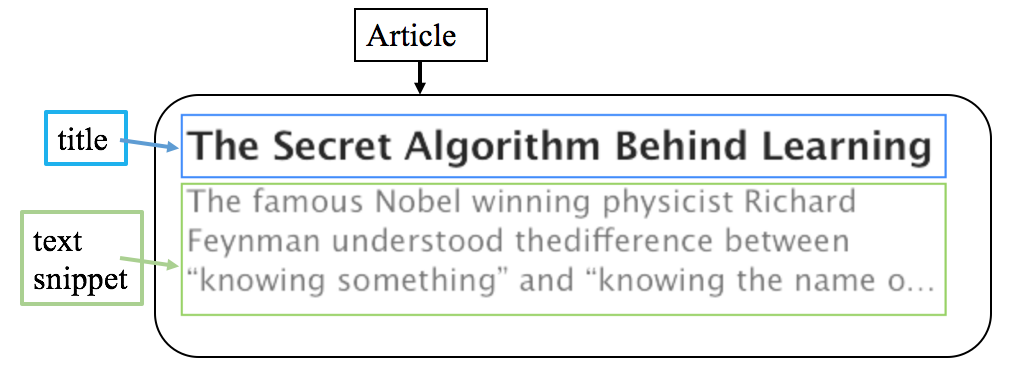 Article
title
The Secret Algorithm Behind Learning
text
snippet
The famous Nobel winning physicist Richard
Feynman understood thedifference between
“knowing something” and “knowing the name o...